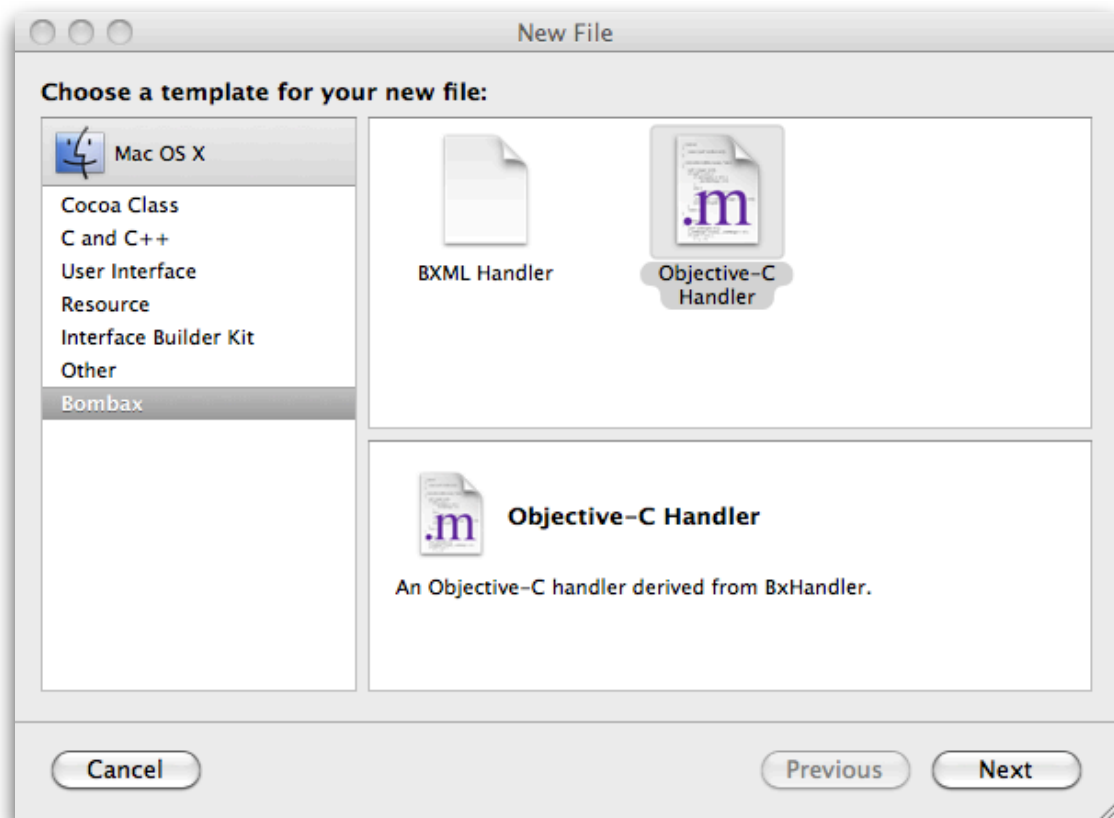 New File
Choose a template for your new file:
Mac OS X
Cocoa Class
C and C++
User Interface
Resource
Interface Builder Kit
Other
Bombax
BXML Handler
.m
Objective-C
Handler
.m
Objective-C Handler
An Objective-C handler derived from BxHandler.
Cancel
Previous
Next